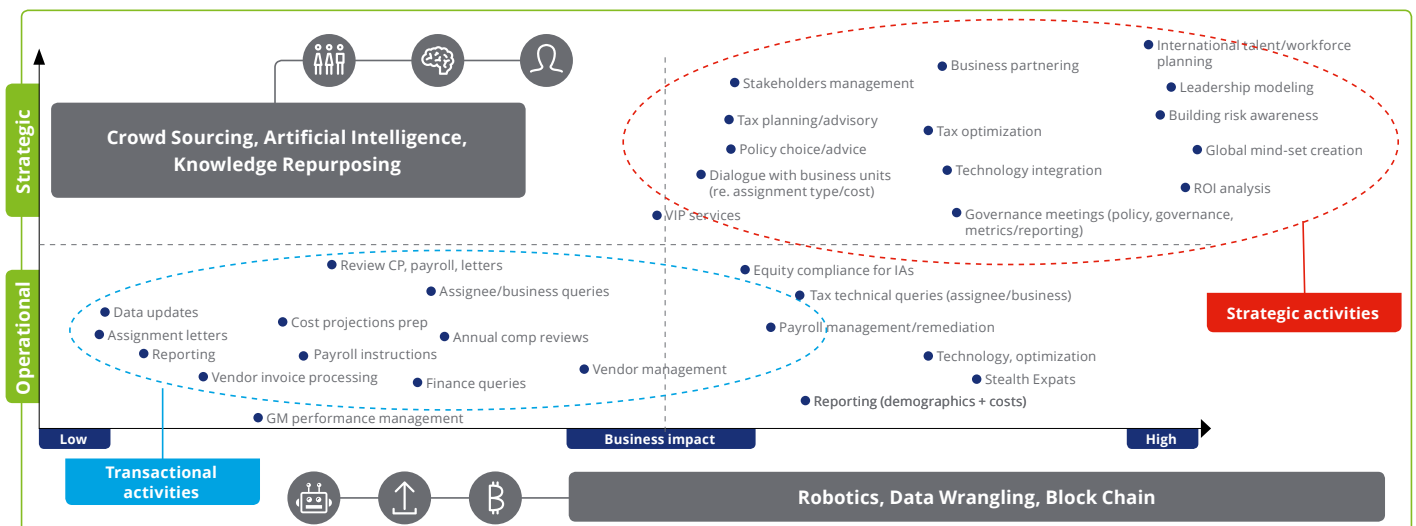 International talent/workforce
planning
Business partnering
Stakeholders management
Leadership modeling
Crowd Sourcing, Artificial Intelligence,
Knowledge Repurposing
Strategic
Tax planning/advisory
Tax optimization
Building risk awareness
Policy choice/advice
Global mind-set creation
Dialogue with business units
(re. assignment type/cost)
Technology integration
ROI analysis
VIP services
Governance meetings (policy, governance,
metrics/reporting)
Operational
Review CP, payroll, letters
Equity compliance for IAs
Assignee/business queries
Tax technical queries (assignee/business)
Data updates
Cost projections prep
Assignment letters
Annual comp reviews
Payroll management/remediation
Strategic activities
Reporting
Payroll instructions
Technology, optimization
Vendor invoice processing
Finance queries
Vendor management
Stealth Expats
Reporting (demographics + costs)
GM performance management
Low
Business impact
High
Transactional
activities
Robotics, Data Wrangling, Block Chain